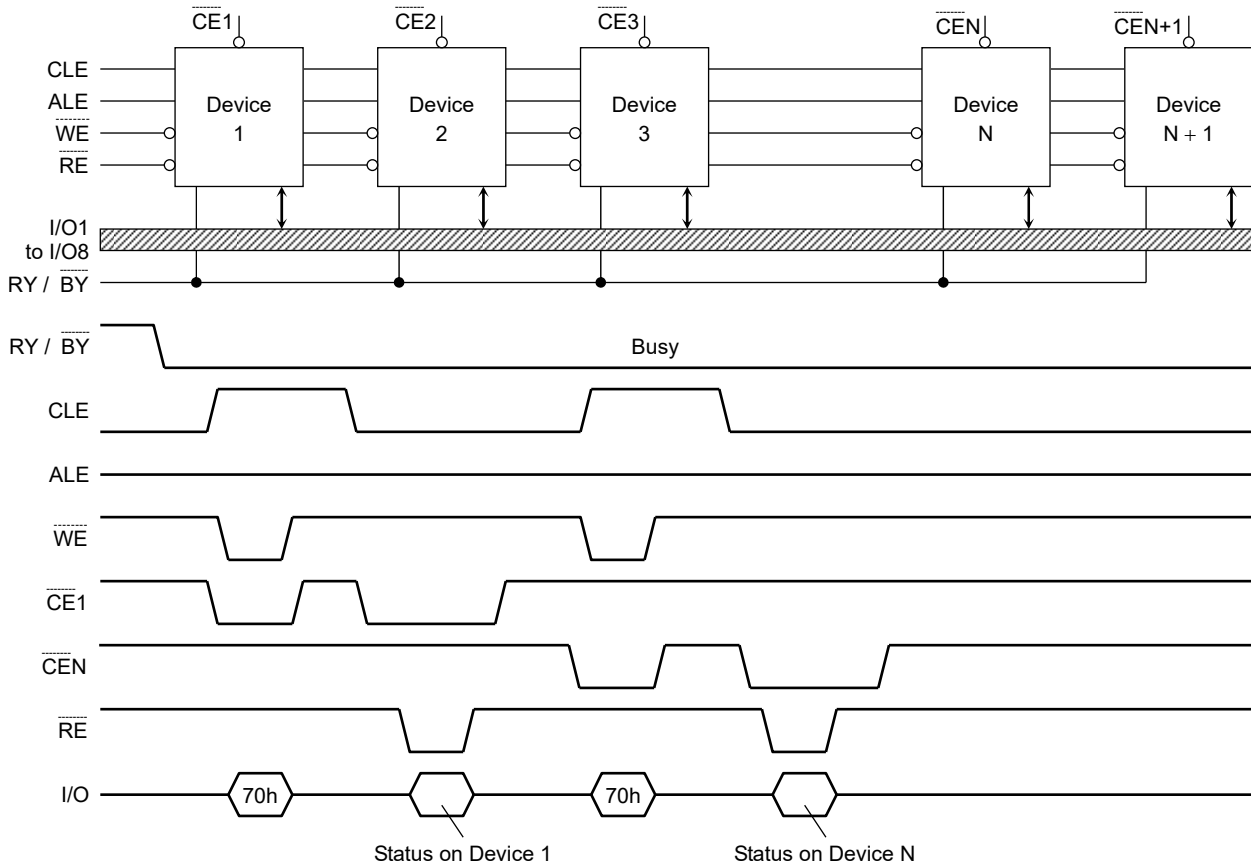 CE1 CE2 CE3 CEN CEN+1
CLE
ALE
WE
RE
Device 1
Device 2
Device 3
Device N
Device N + 1
I/O1 to I/O8
RY / BY
RY / BY
Busy
CLE
ALE
WE
CE1
CEN
RE
I/O
70h
70h
Status on Device 1
Status on Device N